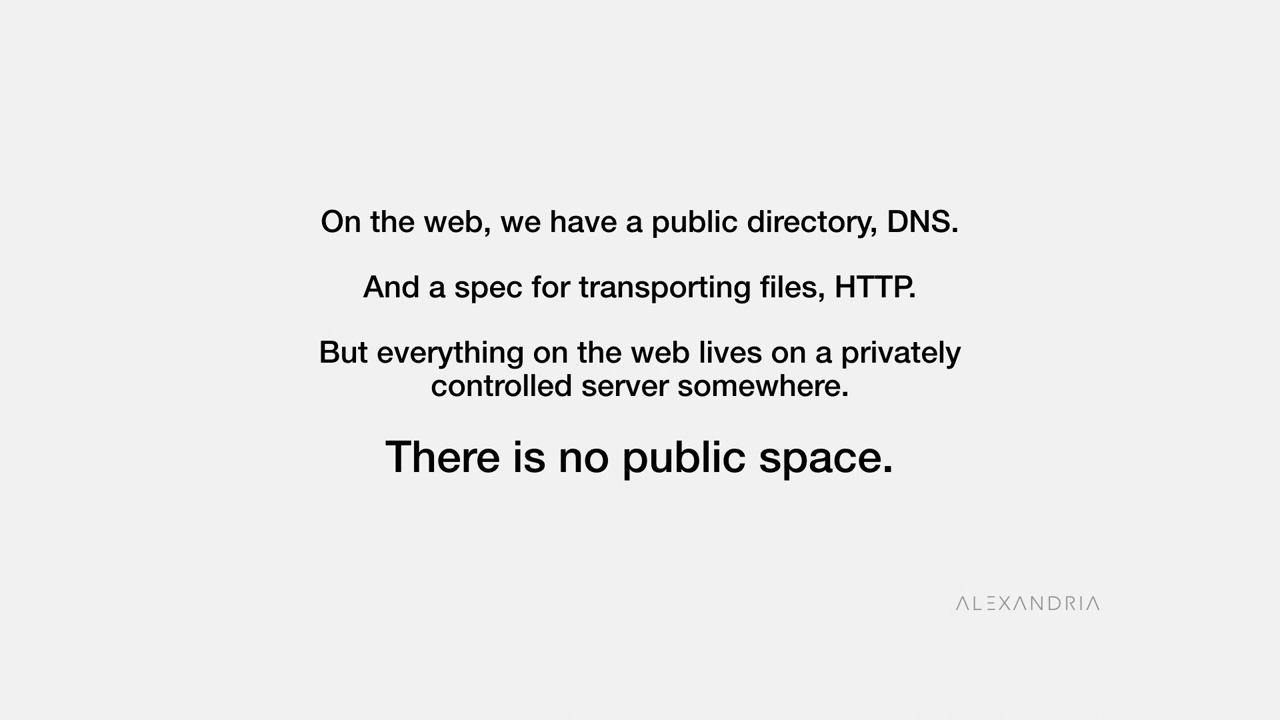 On the web, we have a public directory, DNS.
And a spec for transporting files, HTTP.
But everything on the web lives on a privately
controlled server somewhere.
There is no public space.
ALEXANDRIA